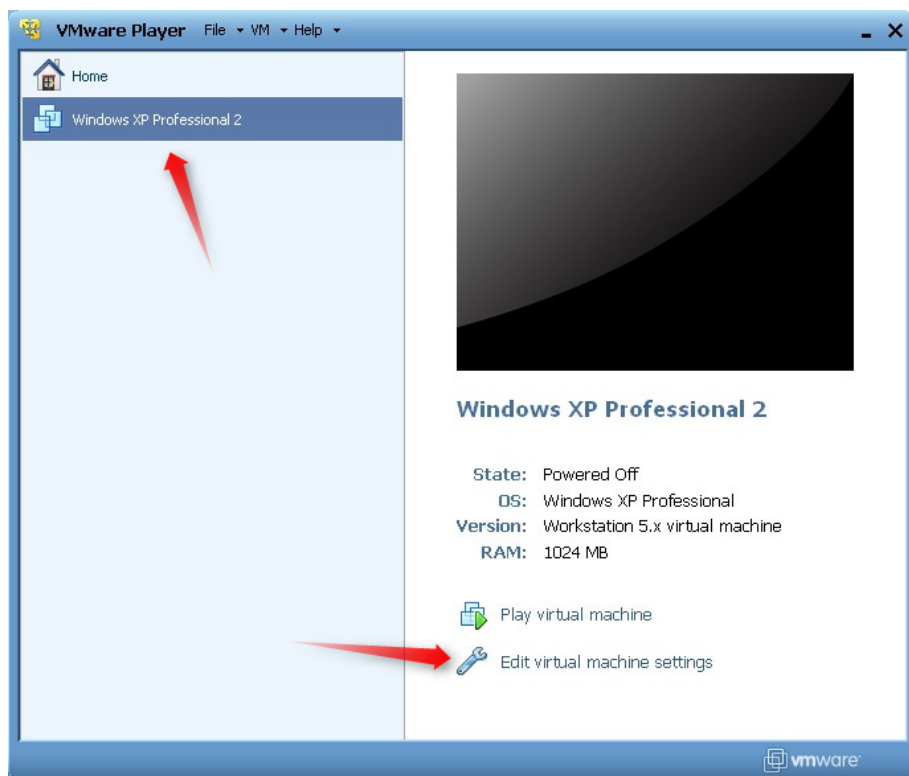 VMware Player File VM Help
Home
Windows XP Professional 2
Windows XP Professional 2
State: Powered Off
OS: Windows XP Professional
Version: Workstation 5.x virtual machine
RAM: 1024 MB
Play virtual machine
Edit virtual machine settings
vmware